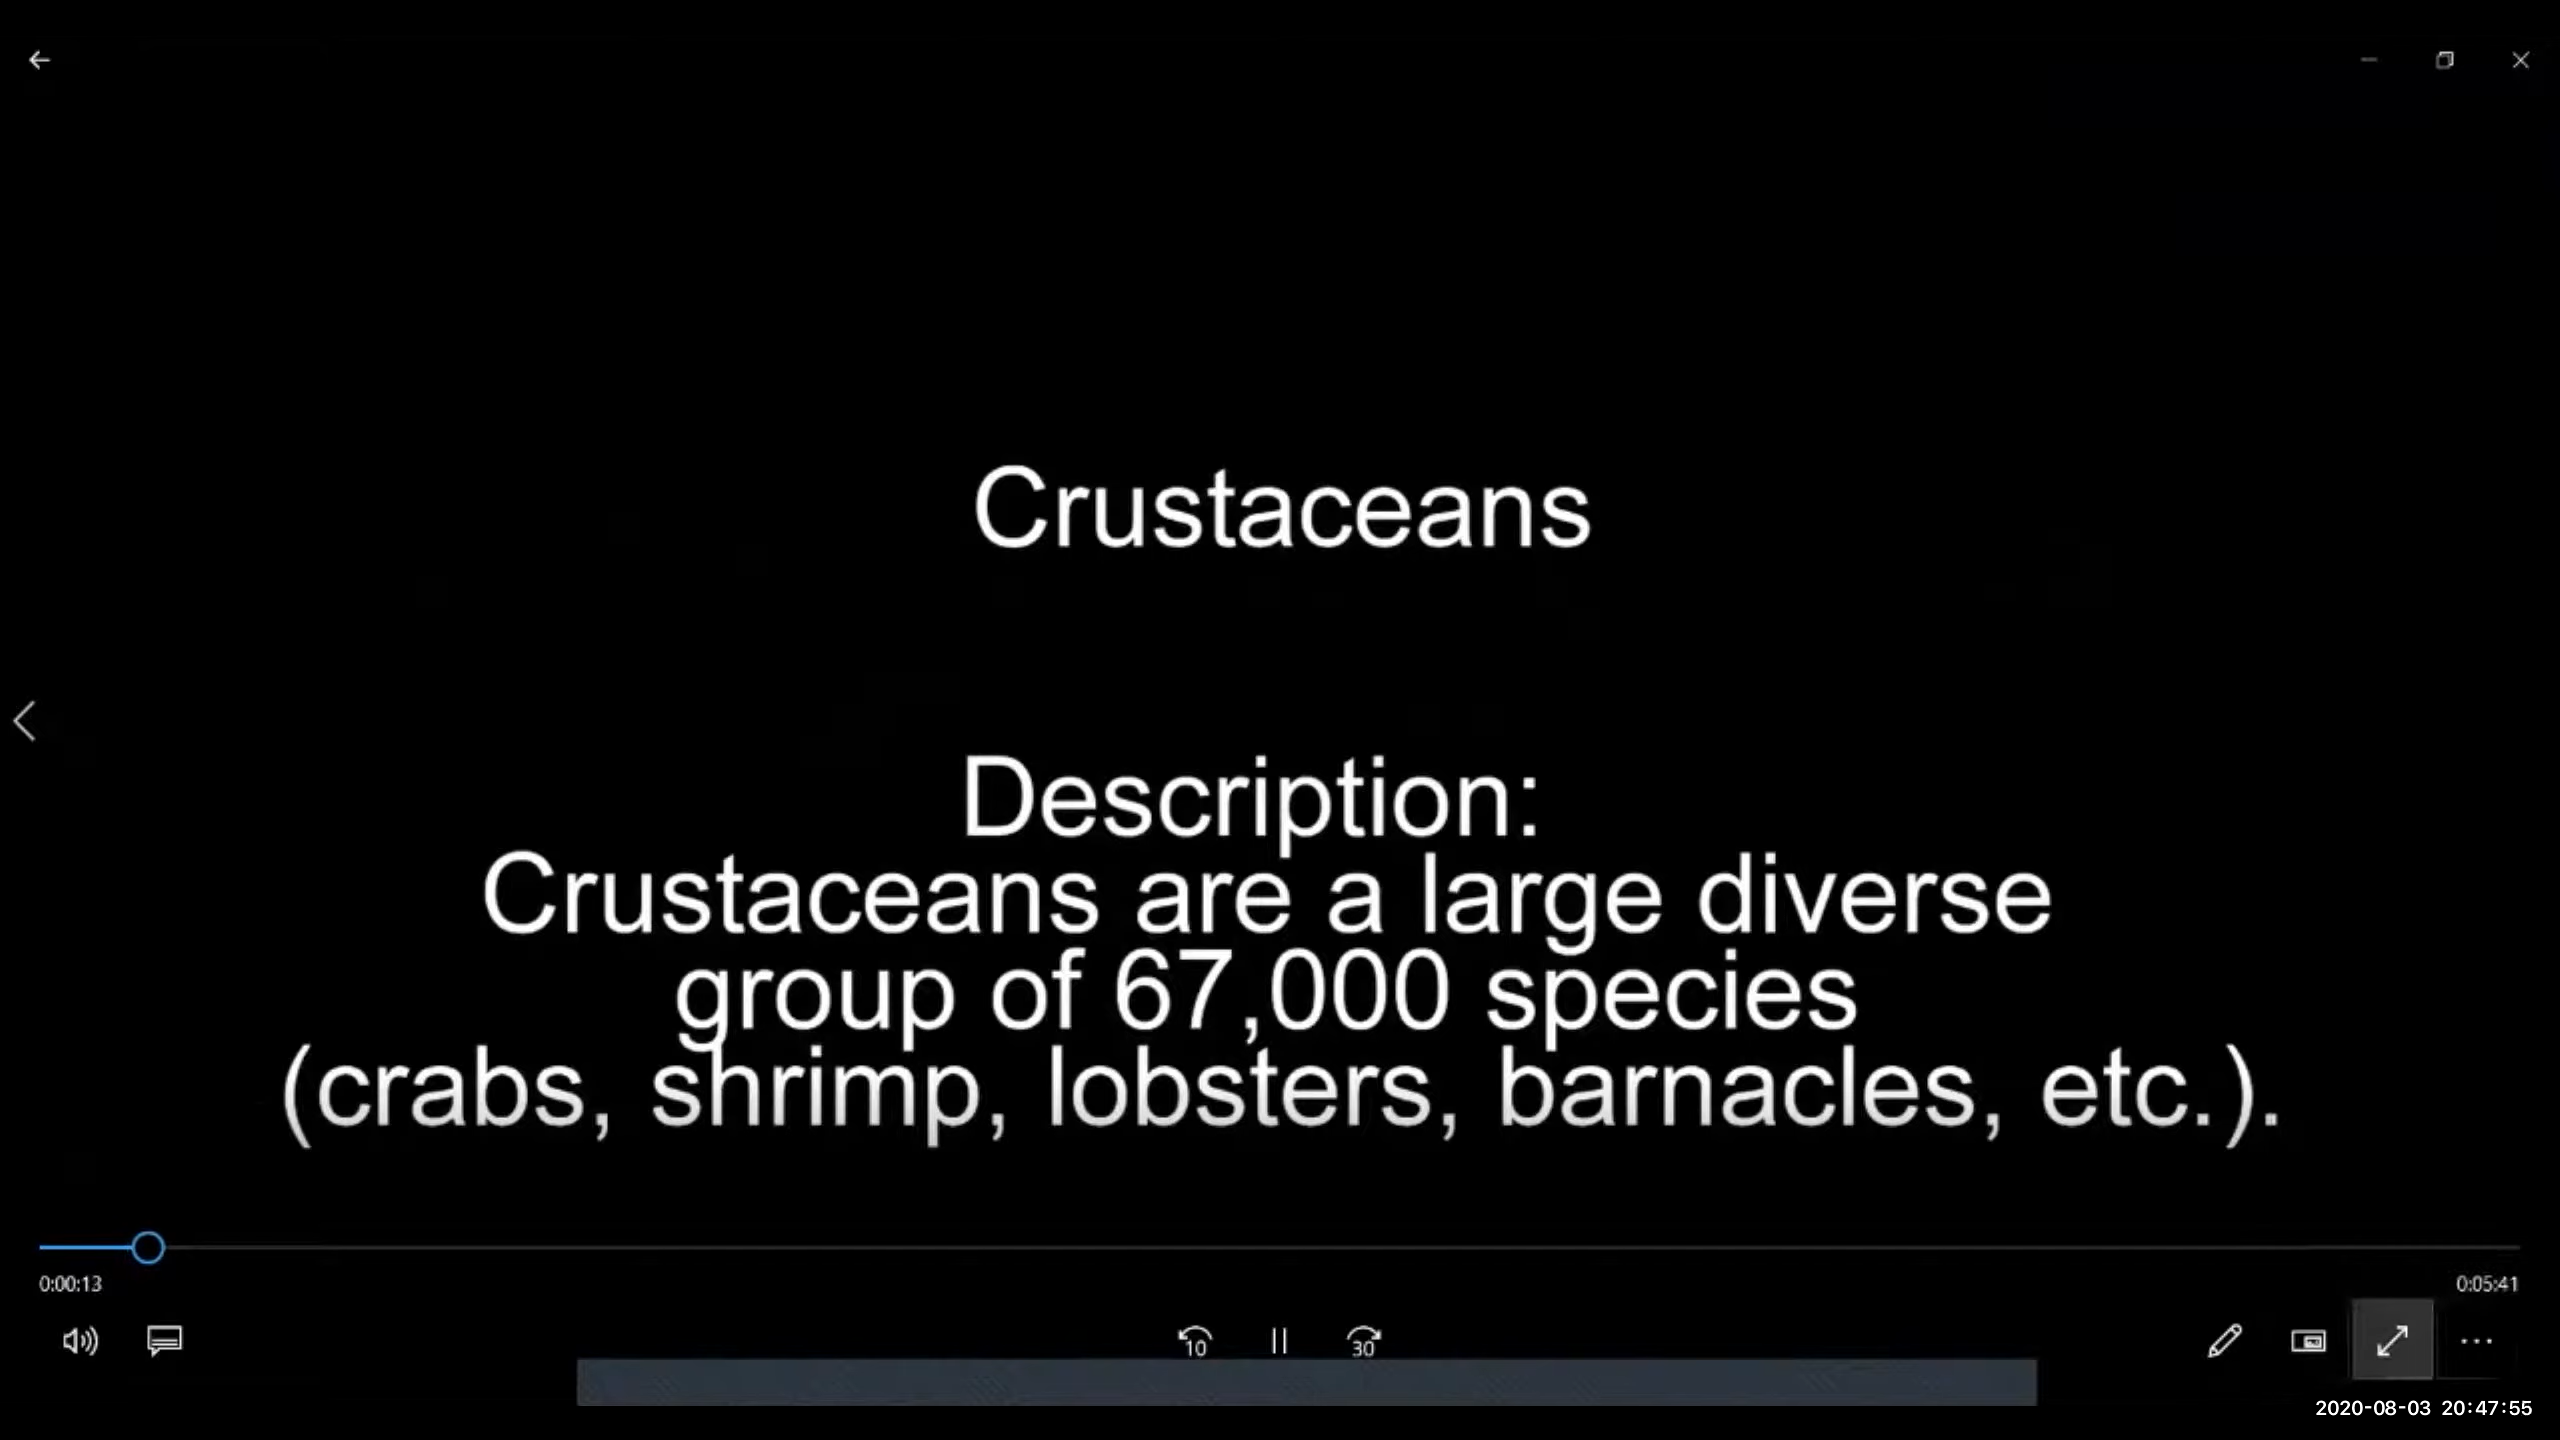 Crustaceans
Description:
Crustaceans are a large diverse
group of 67,000 species
(crabs, shrimp, lobsters, barnacles, etc.).
0:00:13
0:05:41
10
30
2020-08-03 20:47:55